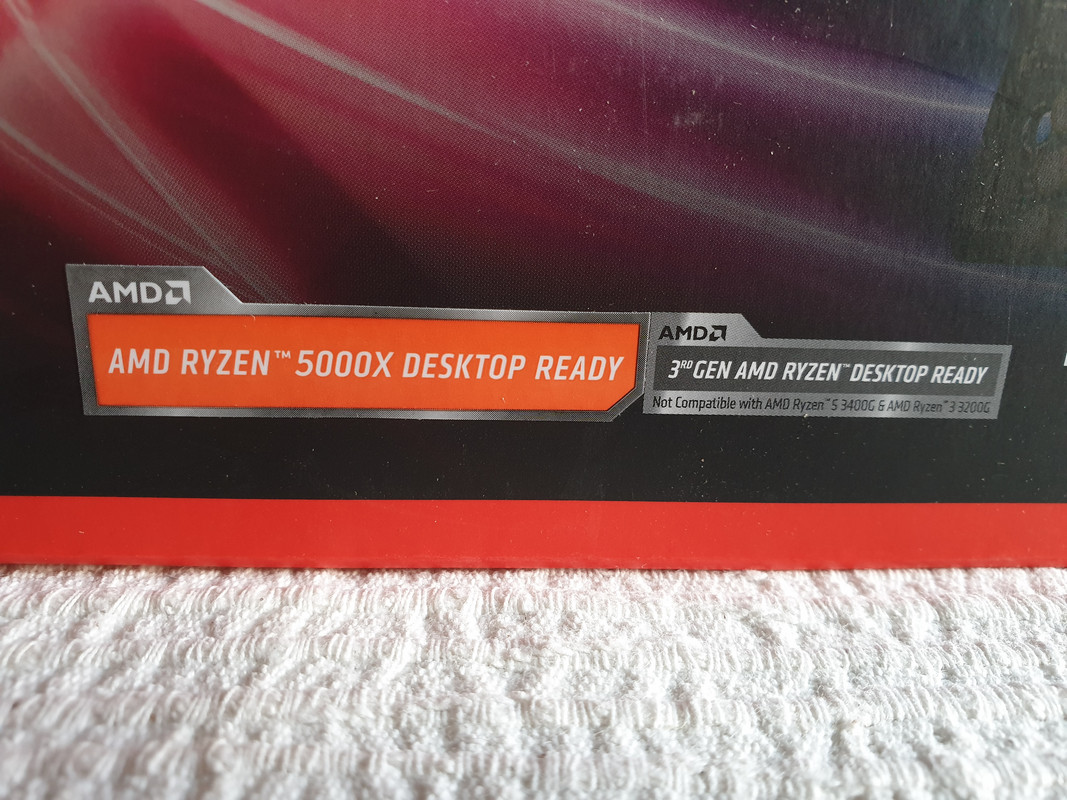 AMD
AMD RYZEN™ 5000X DESKTOP READY
AMD
3RD GEN AMD RYZEN™ DESKTOP READY
Not Compatible with AMD Ryzen™ 5 3400G & AMD Ryzen™ 3 3200G